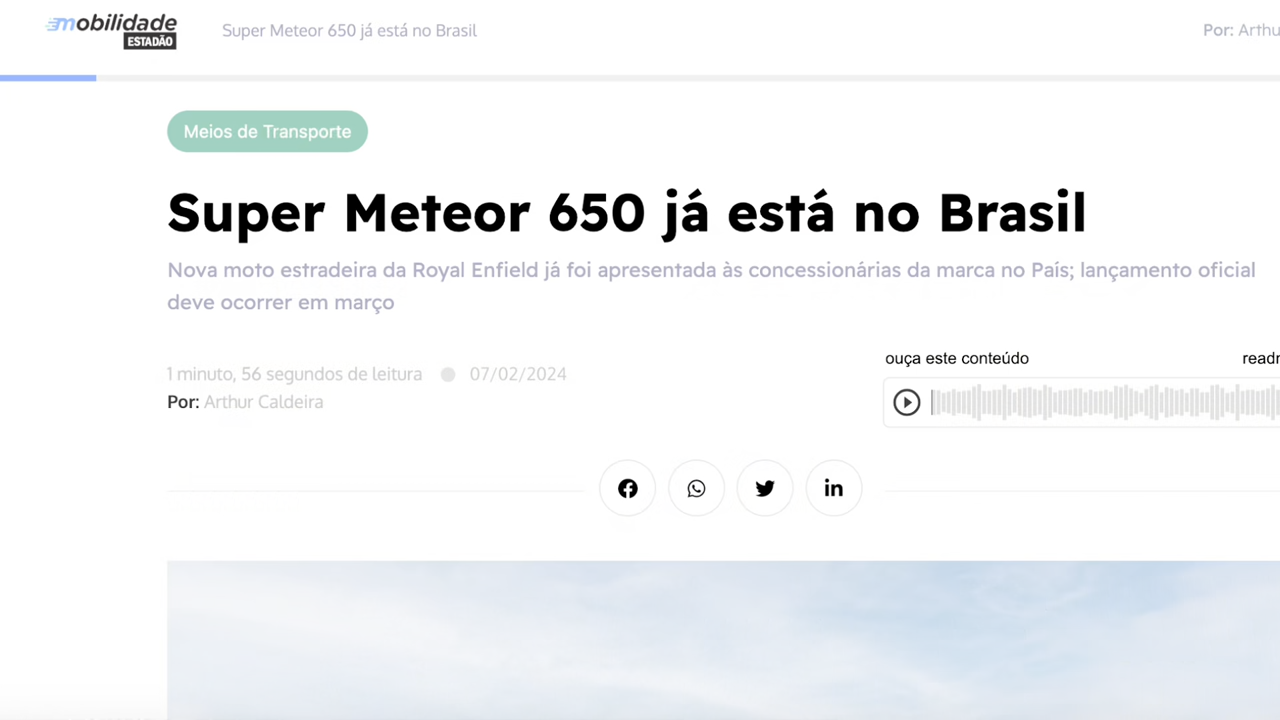 mobilidade
ESTADÃO
Super Meteor 650 já está no Brasil
Por: Arthu
Meios de Transporte
Super Meteor 650 já está no Brasil
Nova moto estradeira da Royal Enfield já foi apresentada às concessionárias da marca no País; lançamento oficial
deve ocorrer em março
1 minuto, 56 segundos de leitura
07/02/2024
Por: Arthur Caldeira
ouça este conteúdo
readm